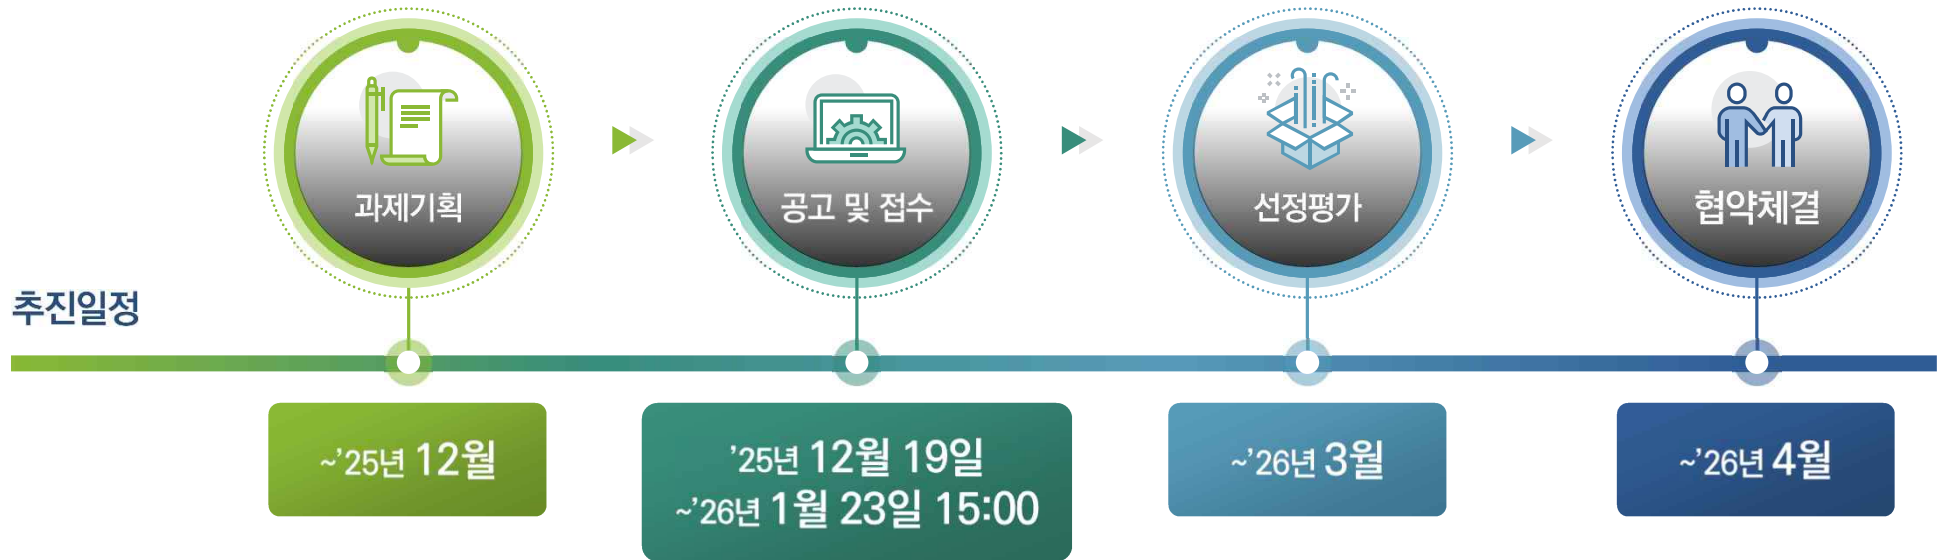 과제기획
공고 및 접수
선정평가
협약체결
추진일정
~’25년 12월
’25년 12월 19일
~’26년 1월 23일 15:00
~’26년 3월
~’26년 4월